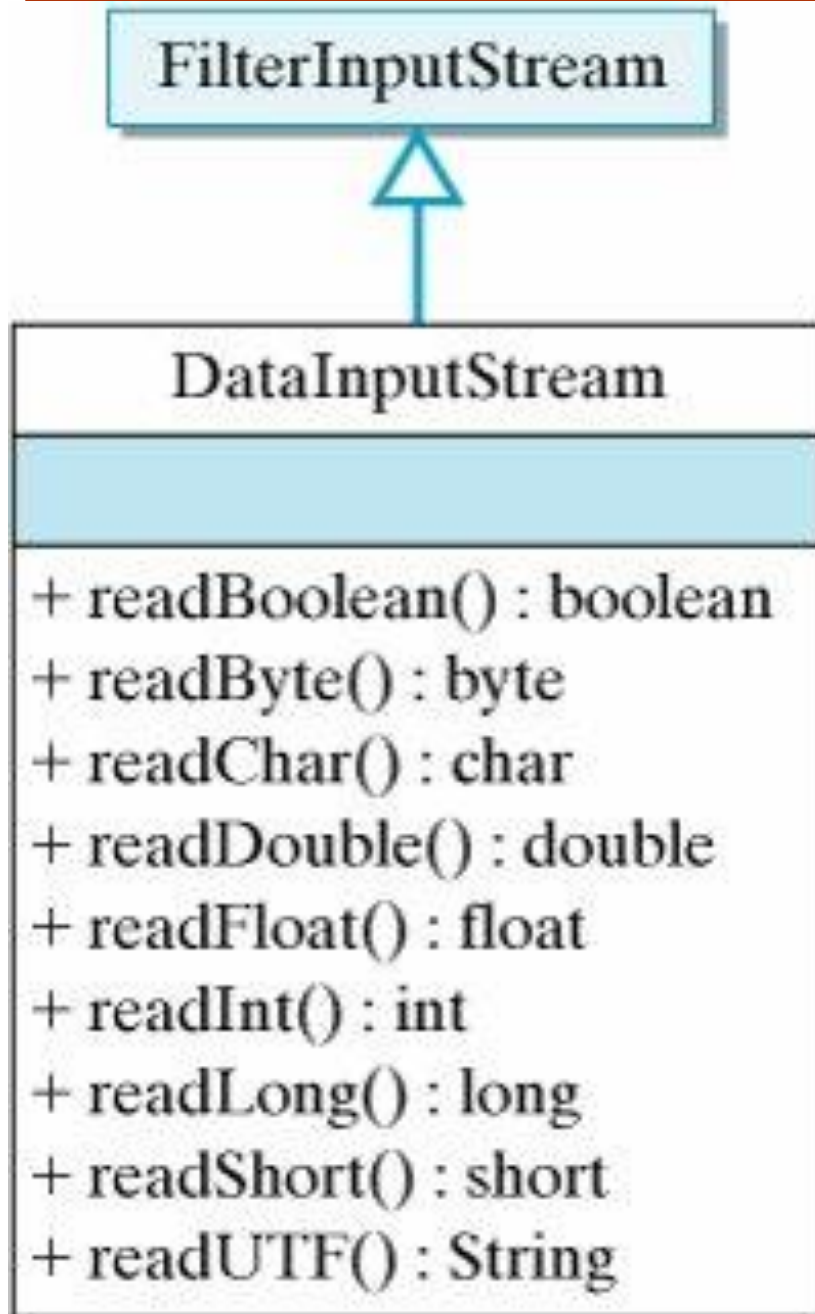 FilterInputStream
DataInputStream
+ readBoolean() : boolean
+ readByte() : byte
+ readChar() : char
+ readDouble() : double
+ readFloat() : float
+ readInt() : int
+ readLong() : long
+ readShort() : short
+ readUTF() : String